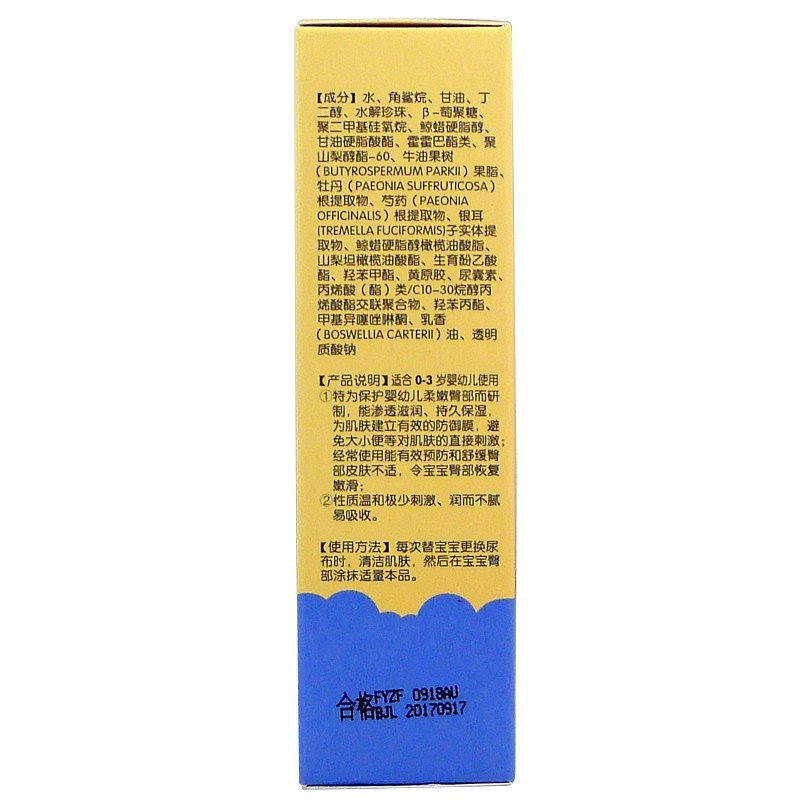 【成分】水、角鲨烷、甘油、丁
二醇、水解珍珠、β-葡聚糖、
聚二甲基硅氧烷、鲸蜡硬脂醇、
甘油硬脂酸酯、霍霍巴酯类、聚
山梨醇酯-60、牛油果树
(BUTYROSPERMUM PARKII)果脂、
牡丹(PAEONIA SUFFRUTICOSA)
根提取物、芍药(PAEONIA
OFFICINALIS)根提取物、银耳
(TREMELLA FUCIFORMIS)子实体提
取物、鲸蜡硬脂醇橄榄油酸脂、
山梨坦橄榄油酸酯、生育酚乙酸
酯、羟苯甲酯、黄原胶、尿囊素、
丙烯酸(酯)类/C10-30烷醇丙
烯酸酯交联聚合物、羟苯丙酯、
甲基异噻唑啉酮、乳香
(BOSWELLIA CARTERII)油、透明
质酸钠
【产品说明】适合0-3岁婴幼儿使用
①特为保护婴幼儿柔嫩臀部而研
制,能渗透滋润、持久保湿,
为肌肤建立有效的防御膜,避
免大小便等对肌肤的直接刺激;
经常使用能有效预防和舒缓臀
部皮肤不适,令宝宝臀部恢复
嫩滑;
②性质温和极少刺激、润而不腻
易吸收。
【使用方法】每次替宝宝更换尿
布时,清洁肌肤,然后在宝宝臀
部涂抹适量本品。
合格FYZF 0918AU
BJL 20170917